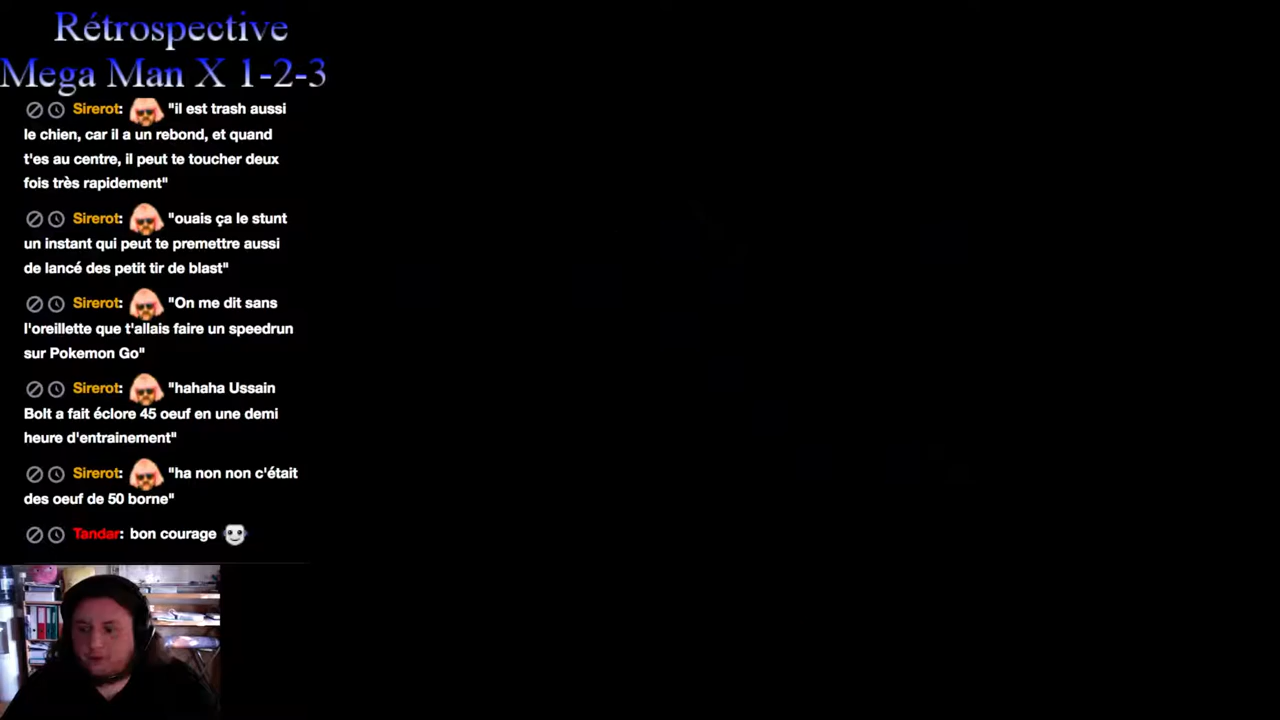 Rétrospective
Mega Man X 1-2-3
Sirerot: "il est trash aussi
le chien, car il a un rebond, et quand
t'es au centre, il peut te toucher deux
fois très rapidement"
Sirerot: "ouais ça le stunt
un instant qui peut te premettre aussi
de lancé des petit tir de blast"
Sirerot: "On me dit sans
l'oreillette que t'allais faire un speedrun
sur Pokemon Go"
Sirerot: "hahaha Ussain
Bolt a fait éclore 45 oeuf en une demi
heure d'entrainement"
Sirerot: "ha non non c'était
des oeuf de 50 borne"
Tandar: bon courage